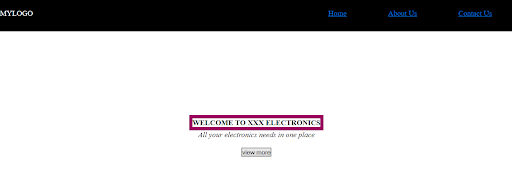 MYLOGO Home About Us Contact Us
WELCOME TO XXX ELECTRONICS
All your electronics needs in one place
view more